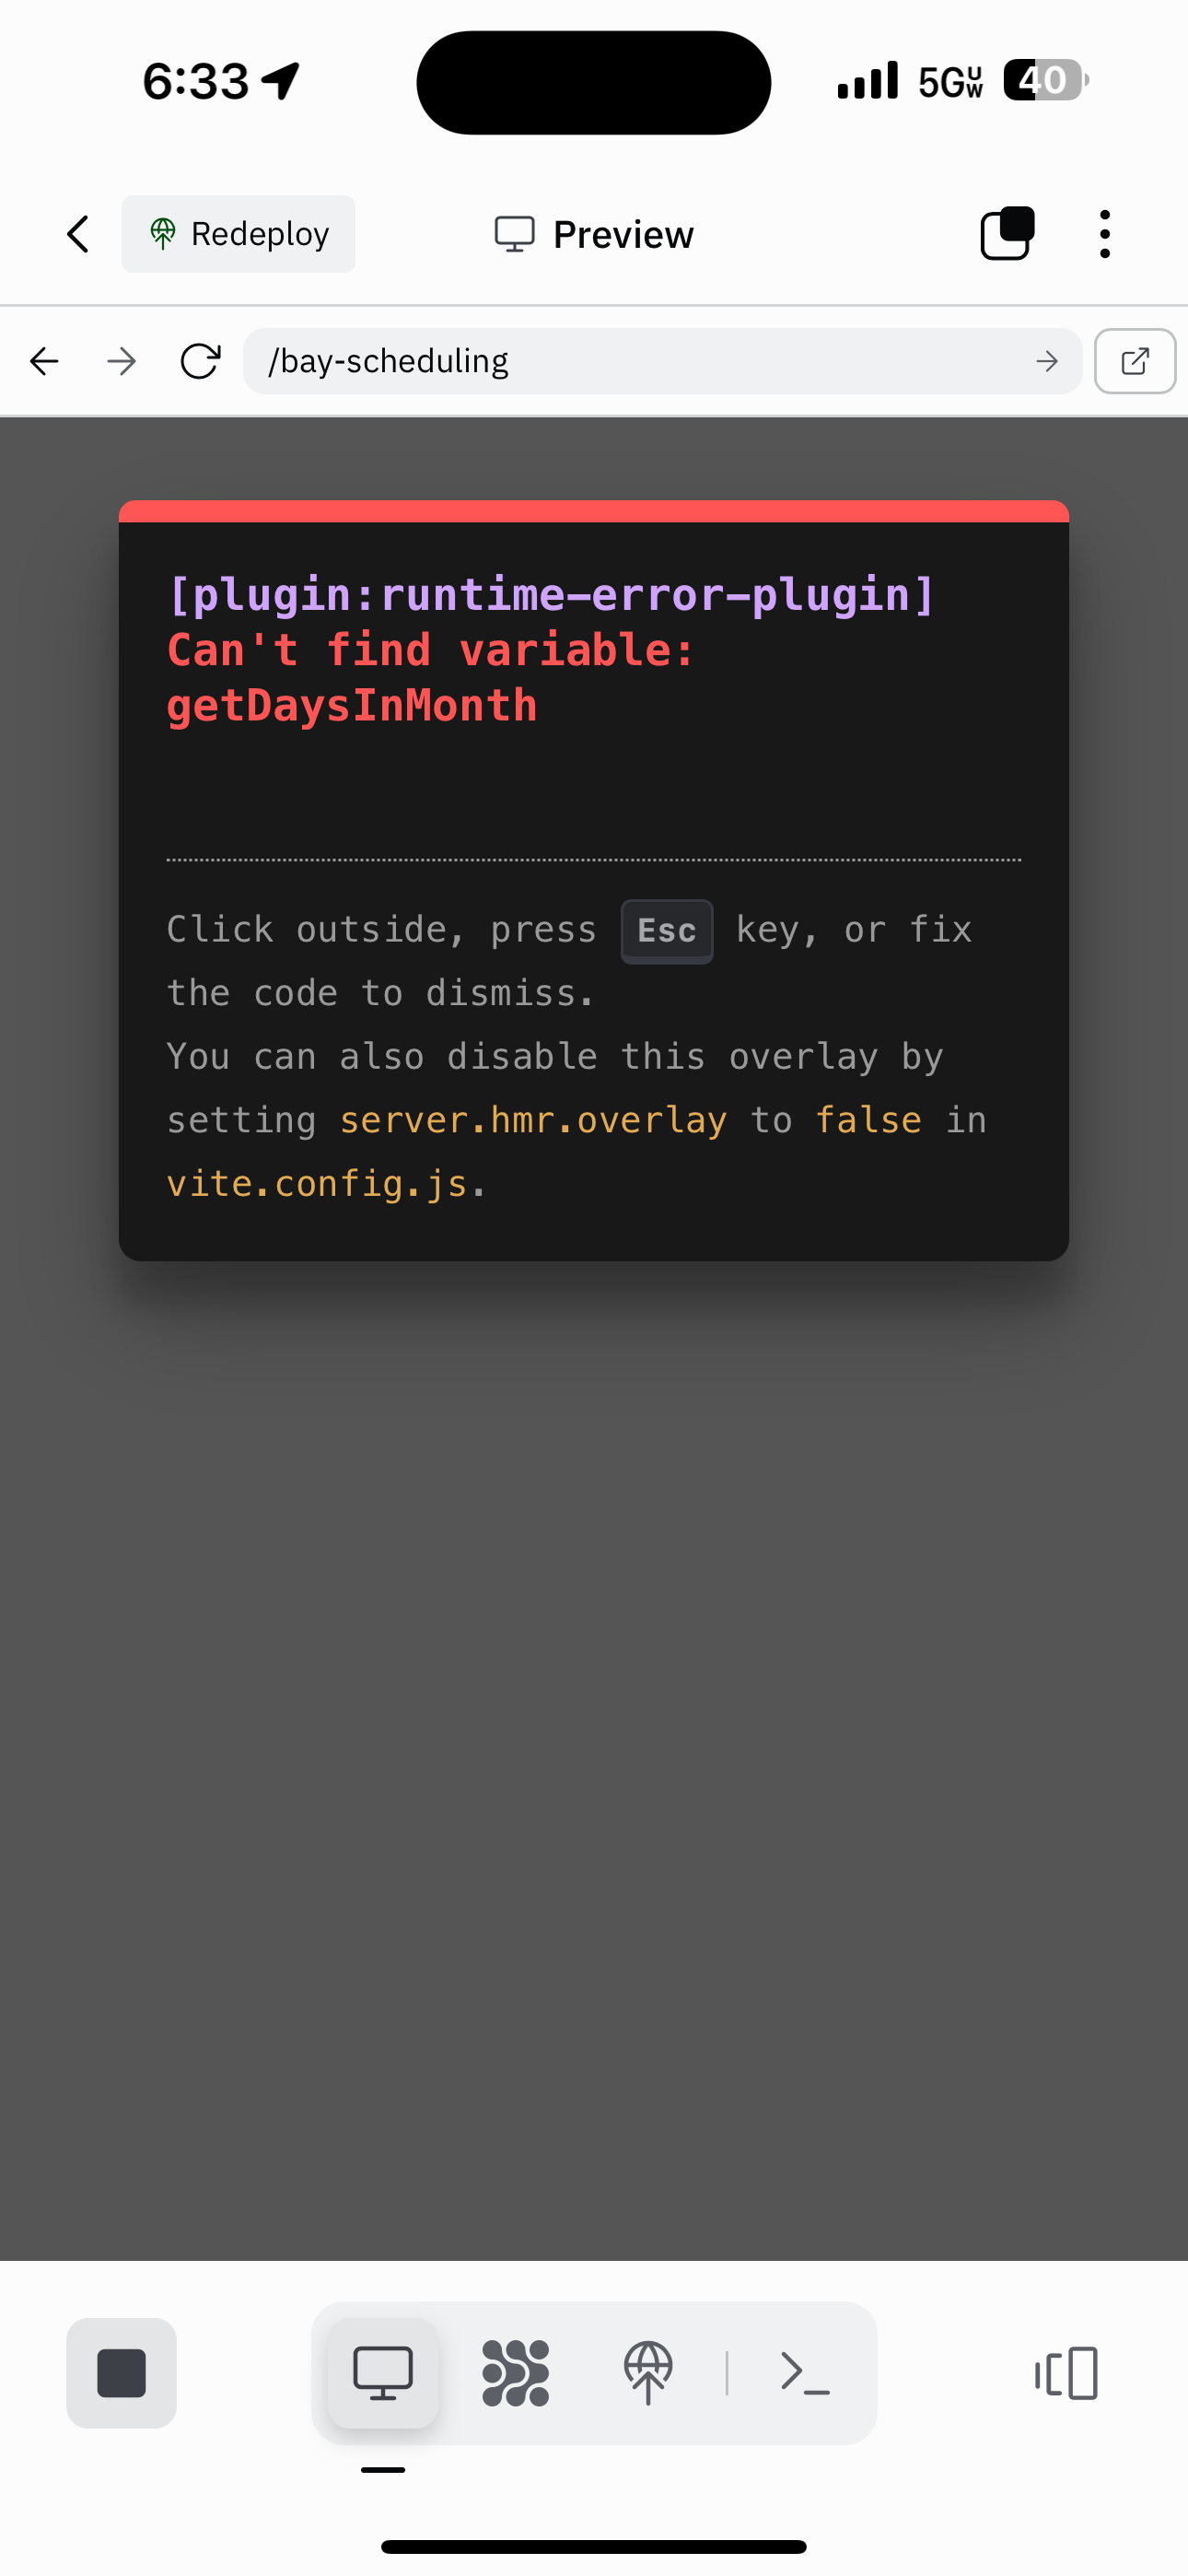 6:33 5GUW 40
Redeploy Preview
/bay-scheduling
[plugin:runtime-error-plugin]
Can't find variable:
getDaysInMonth
Click outside, press Esc key, or fix
the code to dismiss.
You can also disable this overlay by
setting server.hmr.overlay to false in
vite.config.js.